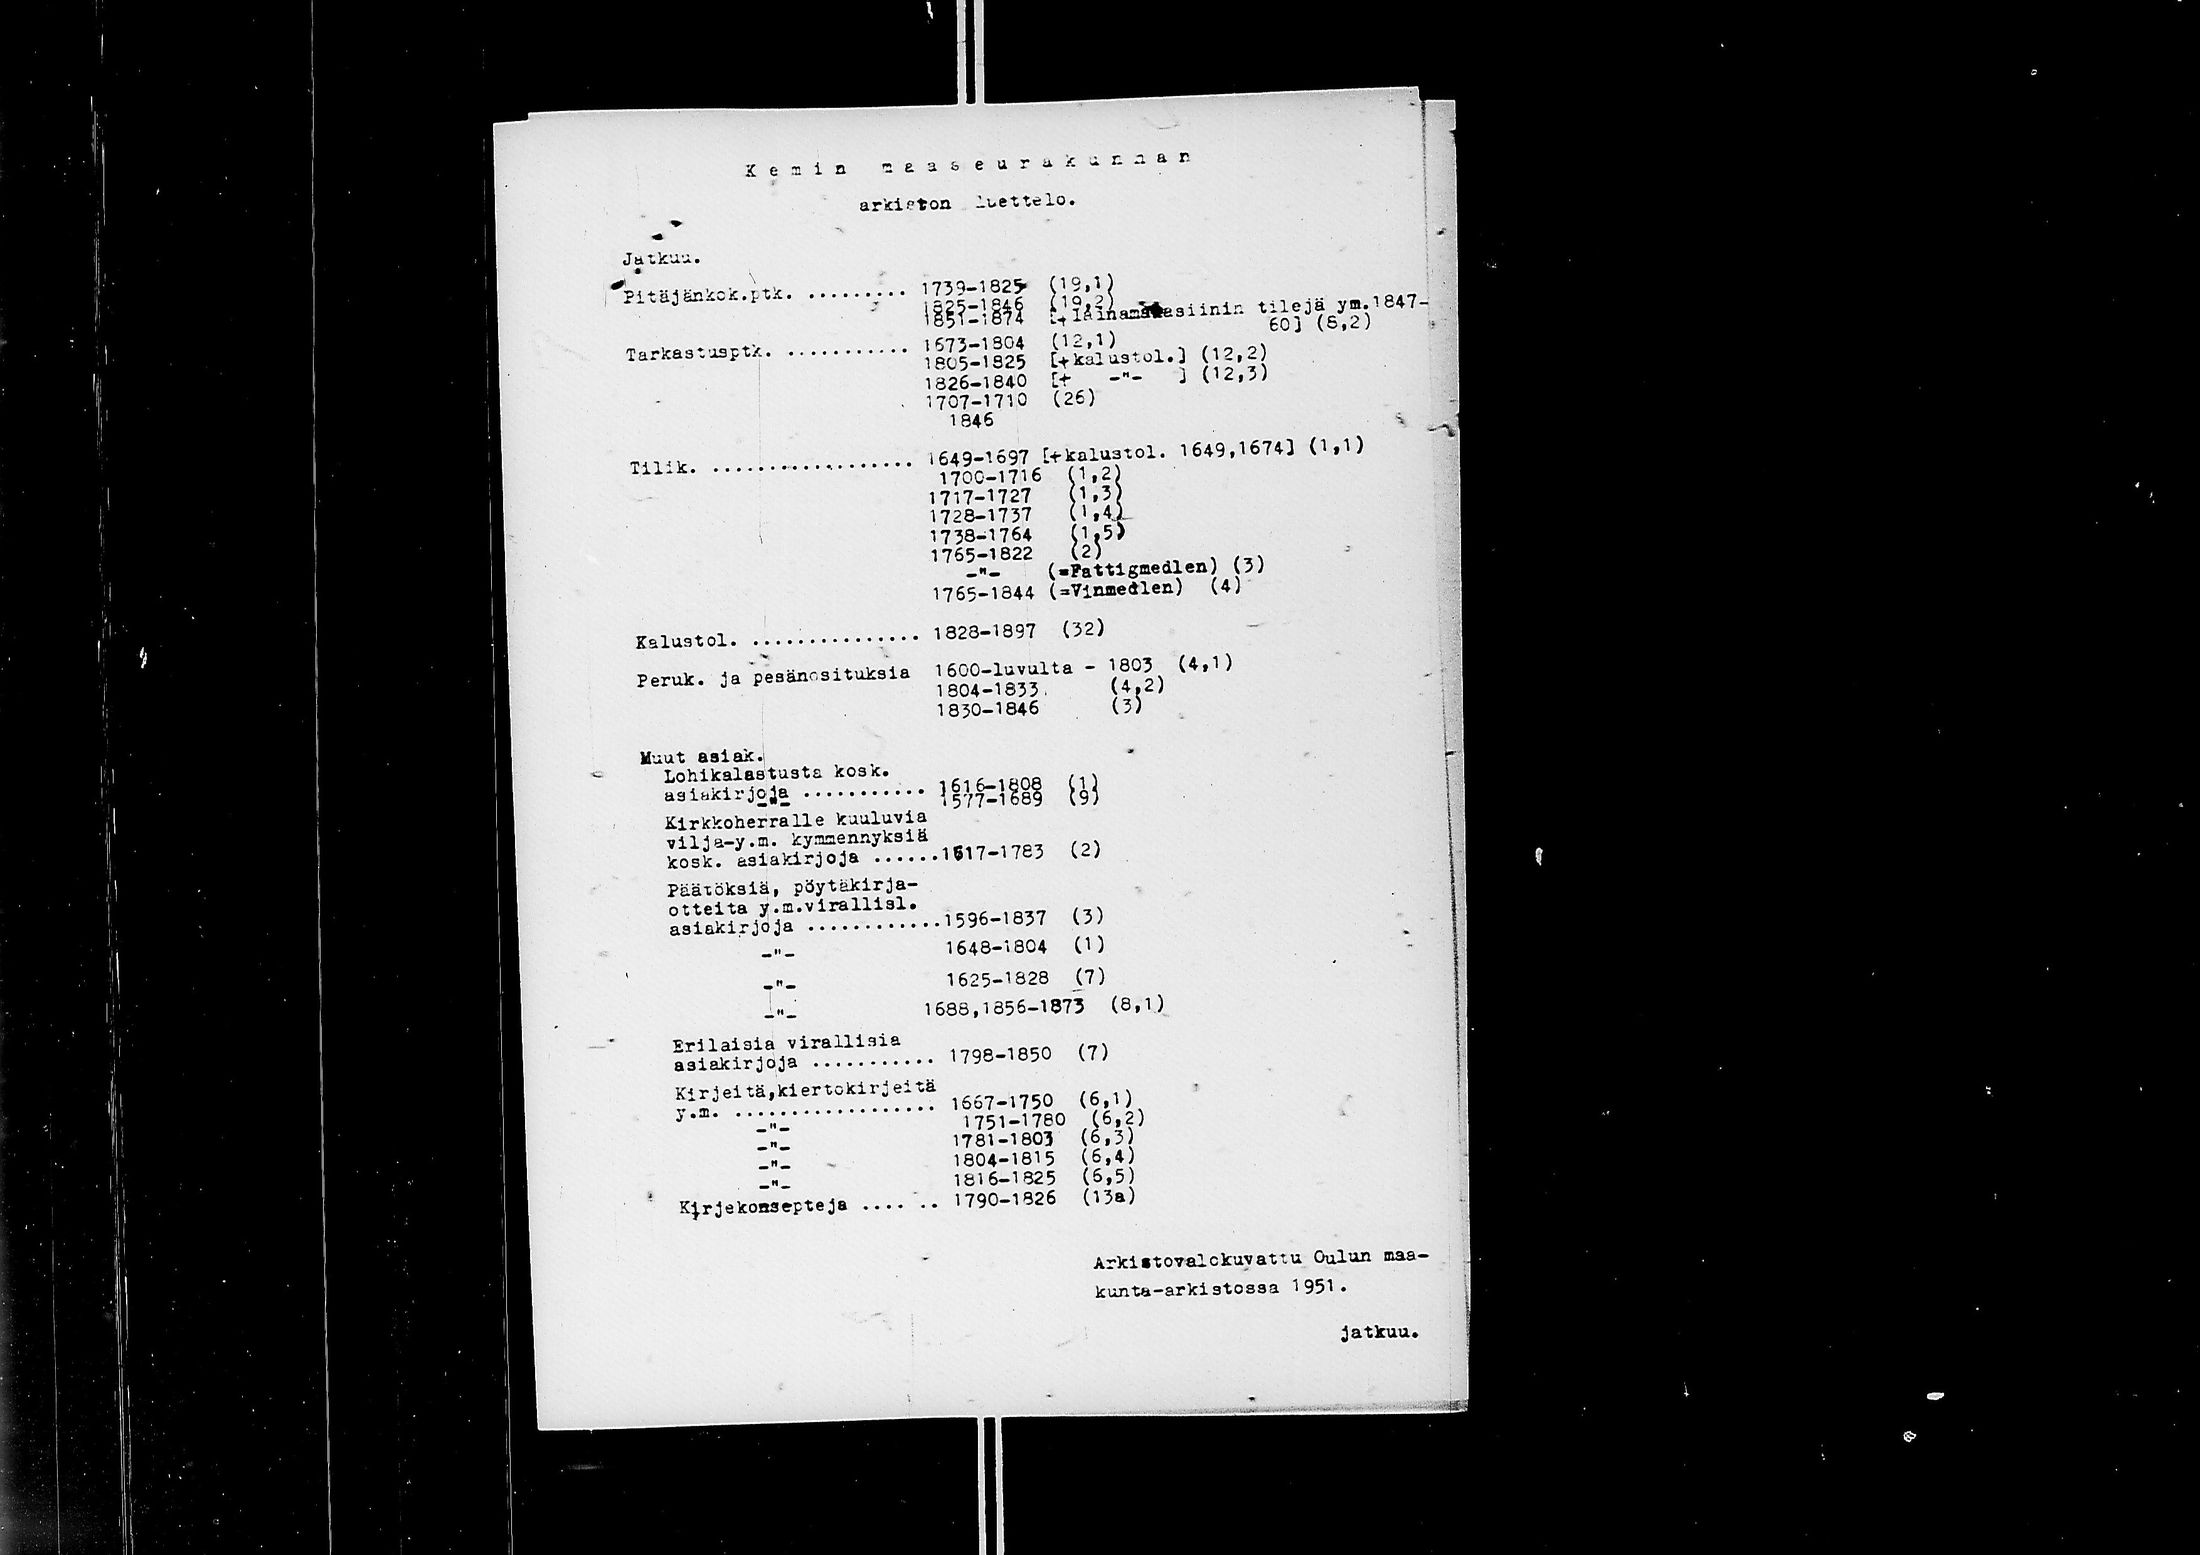 Kemin maaseurakunnan
arkiston luettelo.
Jatkuu.
Pitäjänkok.ptk. ......... 1739-1825 (19,1)
1825-1846 (19,2)
1851-1874 [+lainamakasiinin tilejä ym.1847-
60] (8,2)
Tarkastusptk. ........... 1673-1804 (12,1)
1805-1825 [+kalustol.] (12,2)
1826-1840 [+ -"- ] (12,3)
1707-1710 (26)
1846
Tilik. .................. 1649-1697 [+kalustol. 1649,1674] (1,1)
1700-1716 (1,2)
1717-1727 (1,3)
1728-1737 (1,4)
1738-1764 (1,5)
1765-1822 (2)
-"- (=Fattigmedlen) (3)
1765-1844 (=Vinmedlen) (4)
Kalustol. ............... 1828-1897 (32)
Peruk. ja pesänosituksia 1600-luvulta - 1803 (4,1)
1804-1833 (4,2)
1830-1846 (3)
Muut asiak.
Lohikalastusta kosk.
asiakirjoja ........... 1616-1808 (1)
-"- 1577-1689 (9)
Kirkkoherralle kuuluvia
vilja-y.m. kymmennyksiä
kosk. asiakirjoja ......1617-1783 (2)
Päätöksiä, pöytäkirja-
otteita y.m.virallisl.
asiakirjoja ............1596-1837 (3)
-"- 1648-1804 (1)
-"- 1625-1828 (7)
-"- 1688,1856-1873 (8,1)
Erilaisia virallisia
asiakirjoja ........... 1798-1850 (7)
Kirjeitä,kiertokirjeitä
y.m. .................. 1667-1750 (6,1)
-"- 1751-1780 (6,2)
-"- 1781-1803 (6,3)
-"- 1804-1815 (6,4)
-"- 1816-1825 (6,5)
Kirjekonsepteja .... .. 1790-1826 (13a)
Arkistovalokuvattu Oulun maa-
kunta-arkistossa 1951.
jatkuu.